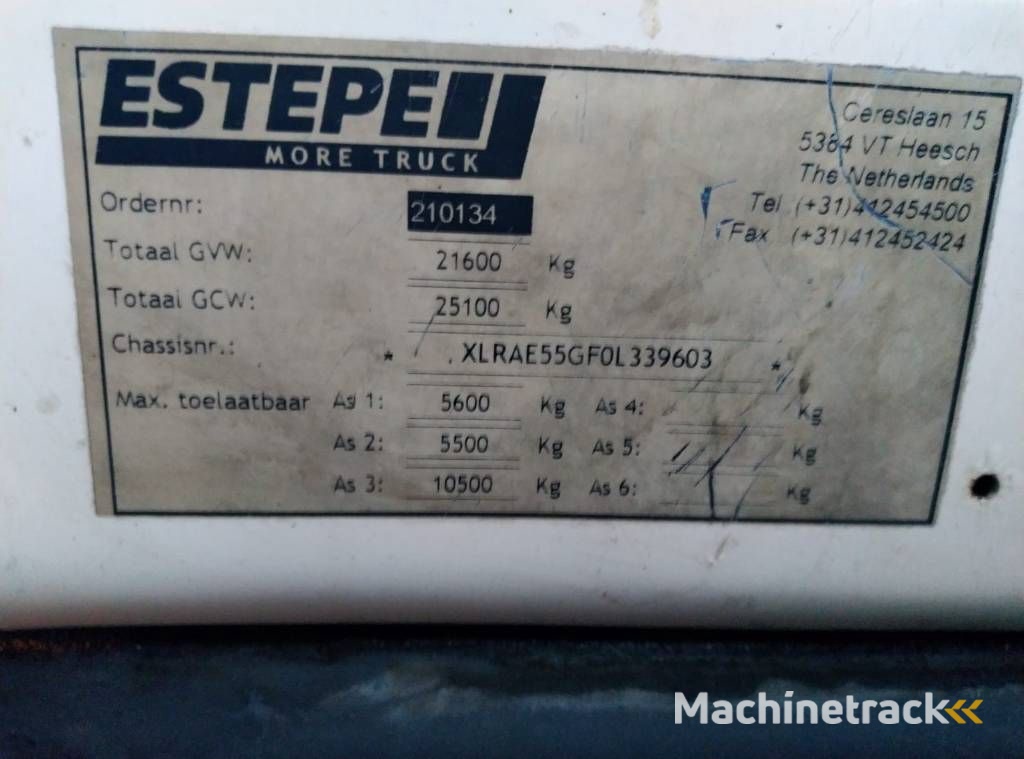 ESTEPE
MORE TRUCK
Cereslaan 15
5384 VT Heesch
The Netherlands
Tel (+31)412454500
Fax (+31)412452424
Ordernr: 210134
Totaal GVW: 21600 Kg
Totaal GCW: 25100 Kg
Chassisnr.: * XLRAE55GF0L339603 *
Max. toelaatbaar As 1: 5600 Kg As 4: Kg
As 2: 5500 Kg As 5: Kg
As 3: 10500 Kg As 6: Kg
Machinetrack